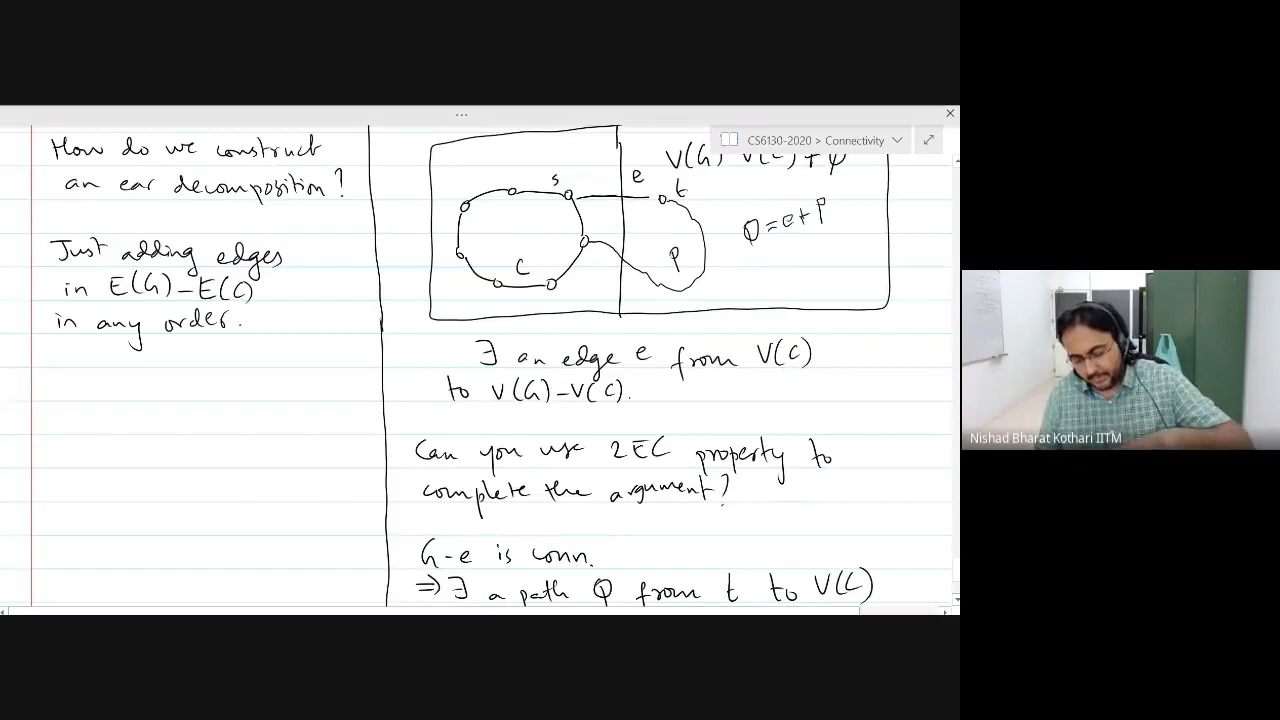 How do we construct
an ear decomposition?
Just adding edges
in E(G)-E(C)
in any order.
CS6130-2020 > Connectivity
V(G) V(C) ≠ φ
s
e
t
Q = e+P
P
C
∃ an edge e from V(C)
to V(G)-V(C).
Can you use 2EC property to
complete the argument?
G-e is conn.
⇒ ∃ a path Q from t to V(C)
Nishad Bharat Kothari IITM